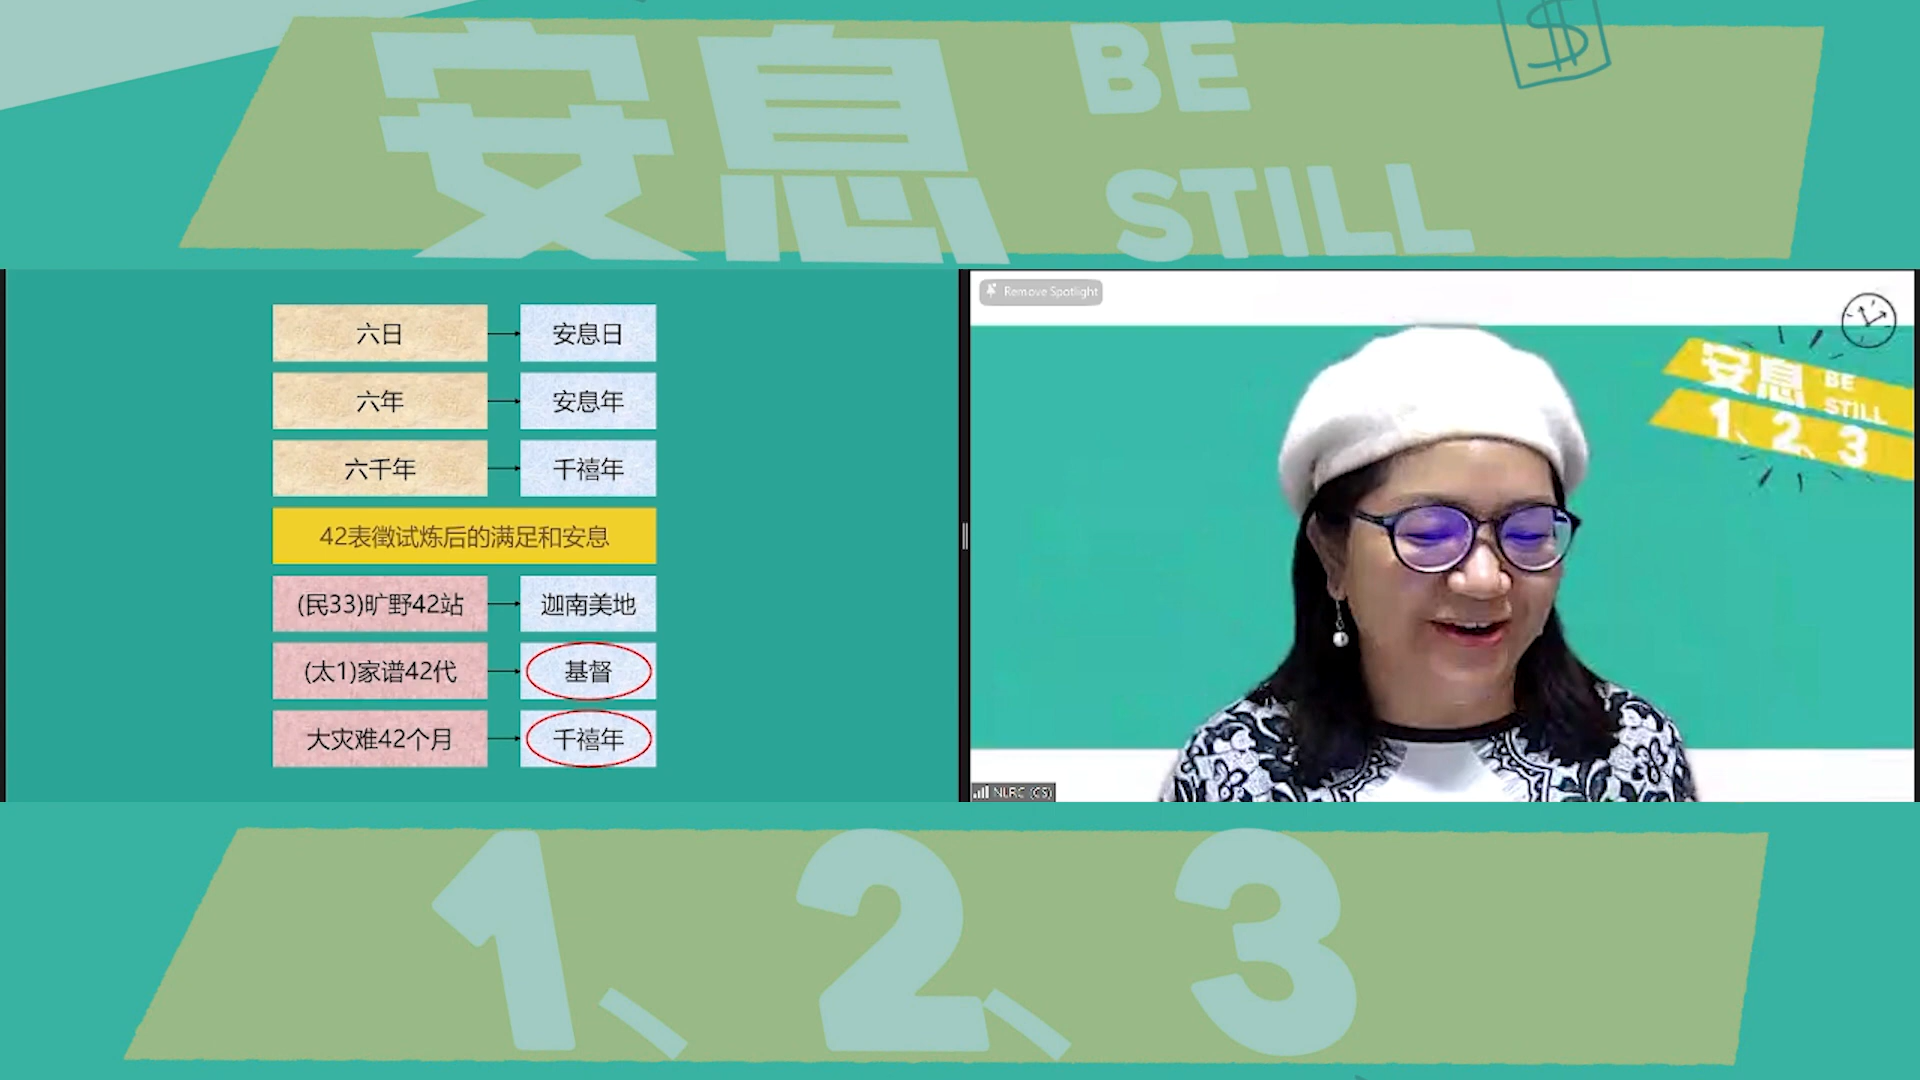 安息 BE
STILL
六日 安息日
六年 安息年
六千年 千禧年
42表徵试炼后的满足和安息
(民33)旷野42站 迦南美地
(太1)家谱42代 基督
大灾难42个月 千禧年
Remove Spotlight
安息 BE
STILL
1、2、3
NLRC (CS)
1、2、3